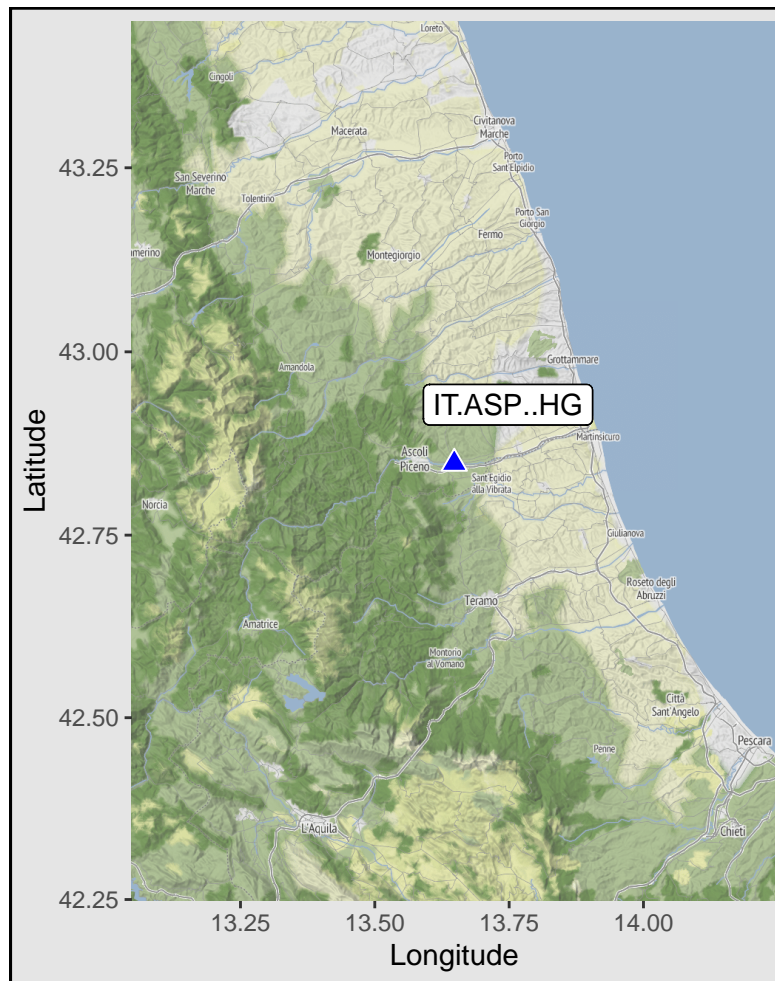 Loreto
Cingoli
Civitanova
Marche
Macerata
Porto
Sant Elpidio
San Severino
Marche
Tolentino
Porto San
Giorgio
Fermo
merino
Montegiorgio
Grottammare
Amandola
IT.ASP..HG
Martinsicuro
Ascoli
Piceno
Sant Egidio
alla Vibrata
Norcia
Giulianova
Roseto degli
Abruzzi
Teramo
Amatrice
Montorio
al Vomano
Città
Sant'Angelo
Pescara
Penne
L'Aquila
Chieti
43.25
43.00
42.75
42.50
42.25
Latitude
13.25
13.50
13.75
14.00
Longitude